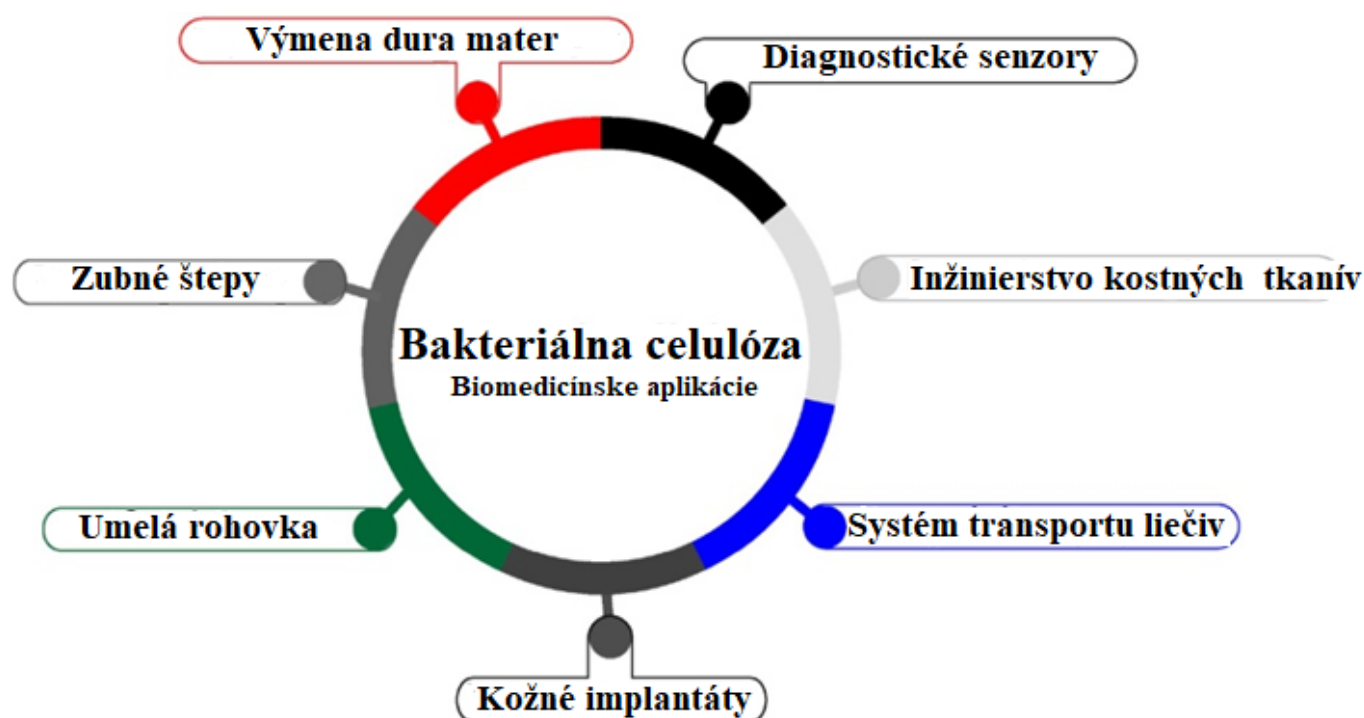 Výmena dura mater
Diagnostické senzory
Zubné štepy
Inžinierstvo kostných tkanív
Bakteriálna celulóza
Biomedicínske aplikácie
Umelá rohovka
Systém transportu liečiv
Kožné implantáty